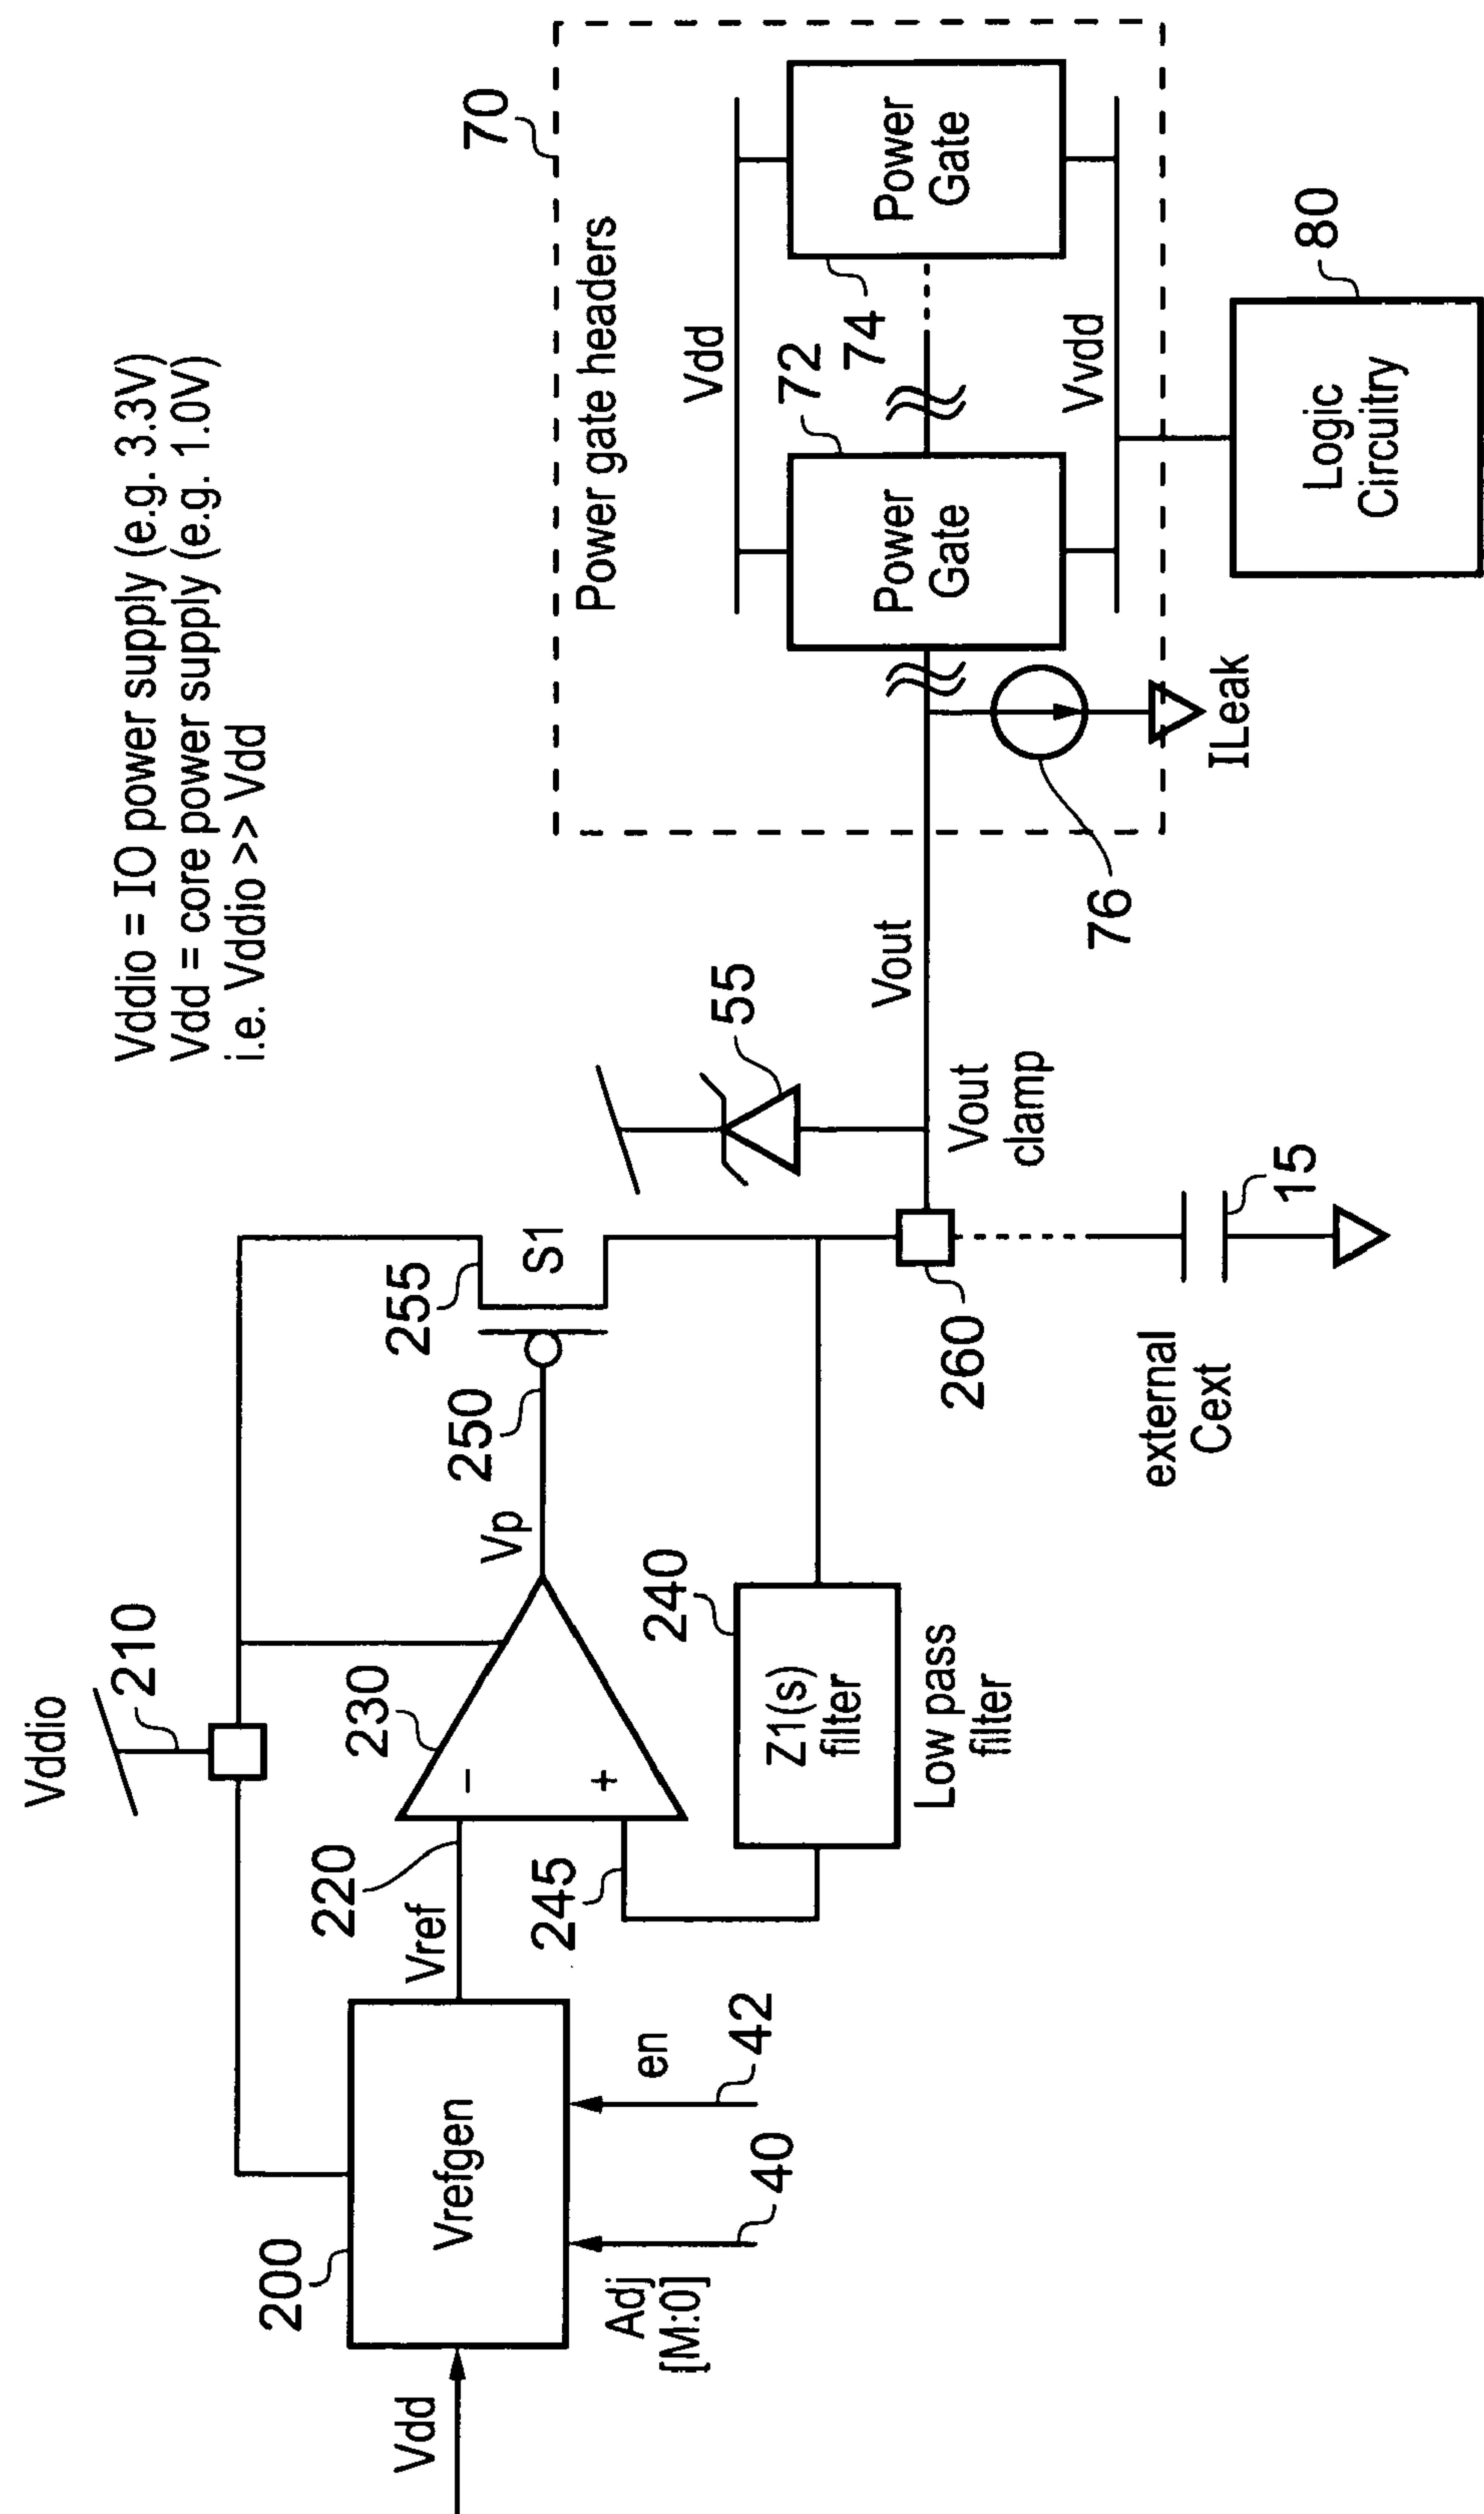 Vddio = IO power supply (e.g. 3.3V)
Vdd = core power supply (e.g. 1.0V)
i.e. Vddio >> Vdd
Vddio
210
200
Vdd
Vrefgen
Adj
[M:0]
40
en
42
Vref
220
230
−
+
245
Z1(s)
filter
240
Low pass
filter
Vp
250
255
S1
260
external
Cext
15
Vout
clamp
55
Vout
70
Power gate headers
Vdd
72
Power
Gate
74
Power
Gate
Vvdd
76
ILeak
Logic
Circuitry
80